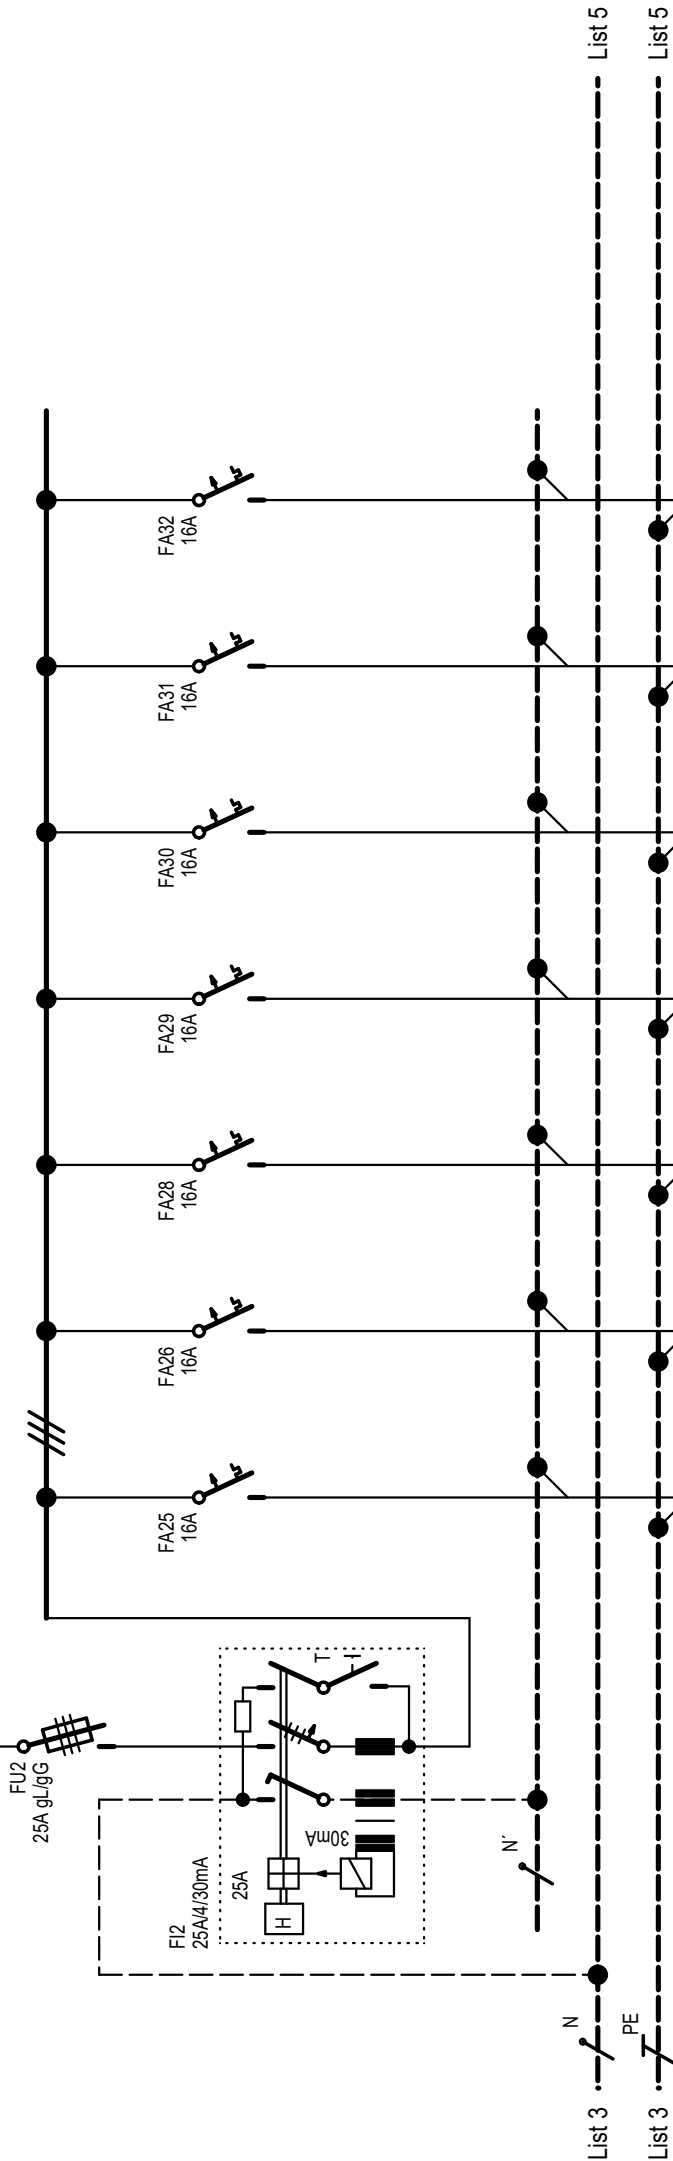 List 5
List 5
FA32
16A
FA31
16A
FA30
16A
FA29
16A
FA28
16A
FA26
16A
FA25
16A
T
FU2
25A gL/gG
30mA
N´
FI2
25A/4/30mA
25A
H
N
PE
List 3
List 3